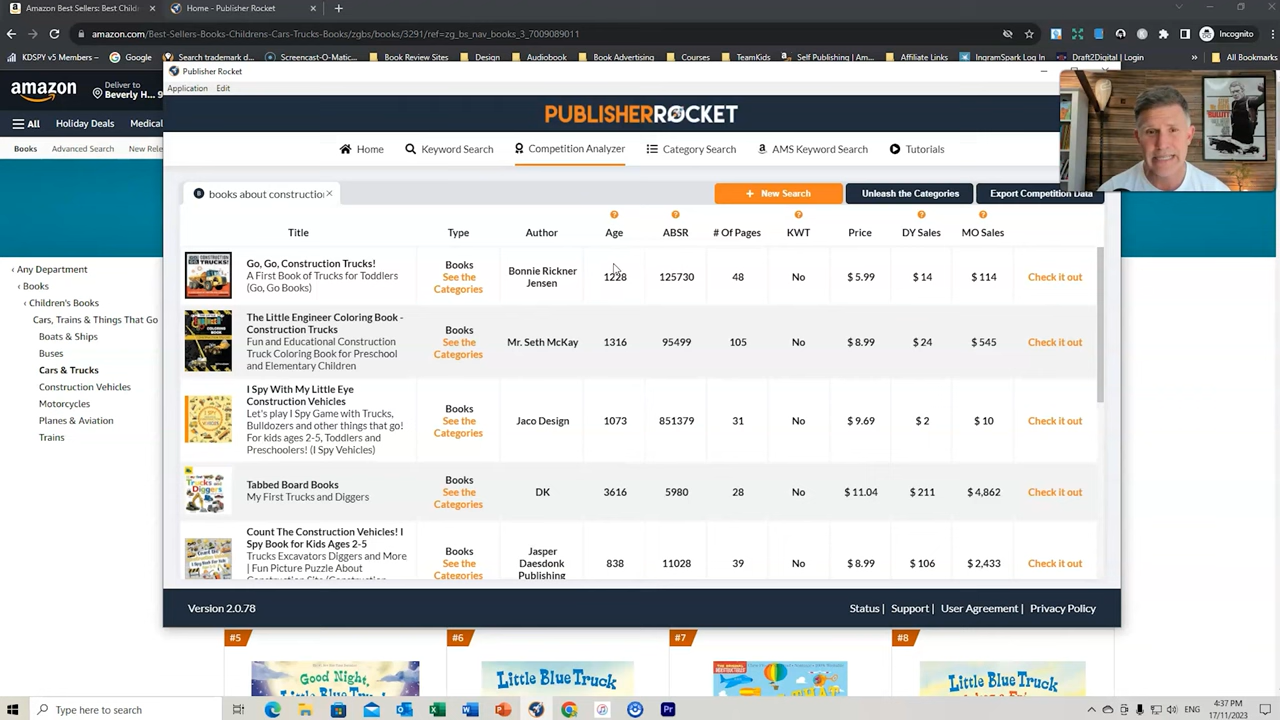 Amazon Best Sellers: Best Child
Home - Publisher Rocket
amazon.com/Best-Sellers-Books-Childrens-Cars-Trucks-Books/zgbs/books/3291/ref=zg_bs_nav_books_3_7009089011
Incognito
KDSPY v5 Members –
Google
Search trademark d...
Screencast-O-Matic...
Book Review Sites
Design
Audiobook
Book Advertising
Courses
TeamKids
Self Publishing | Am...
Affiliate Links
IngramSpark Log In
Draft2Digital | Login
All Bookmarks
Publisher Rocket
Application
Edit
amazon
Deliver to
Beverly H... 9
PUBLISHERROCKET
All
Holiday Deals
Medical
Books
Advanced Search
New Rele
Home
Keyword Search
Competition Analyzer
Category Search
AMS Keyword Search
Tutorials
books about constructio
+ New Search
Unleash the Categories
Export Competition Data
Title
Type
Author
Age
ABSR
# Of Pages
KWT
Price
DY Sales
MO Sales
Go, Go, Construction Trucks!
A First Book of Trucks for Toddlers
(Go, Go Books)
Books
See the
Categories
Bonnie Rickner
Jensen
1228
125730
48
No
$ 5.99
$ 14
$ 114
Check it out
The Little Engineer Coloring Book -
Construction Trucks
Fun and Educational Construction
Truck Coloring Book for Preschool
and Elementary Children
Books
See the
Categories
Mr. Seth McKay
1316
95499
105
No
$ 8.99
$ 24
$ 545
Check it out
I Spy With My Little Eye
Construction Vehicles
Let's play I Spy Game with Trucks,
Bulldozers and other things that go!
For kids ages 2-5, Toddlers and
Preschoolers! (I Spy Vehicles)
Books
See the
Categories
Jaco Design
1073
851379
31
No
$ 9.69
$ 2
$ 10
Check it out
Tabbed Board Books
My First Trucks and Diggers
Books
See the
Categories
DK
3616
5980
28
No
$ 11.04
$ 211
$ 4,862
Check it out
Count The Construction Vehicles! I
Spy Book for Kids Ages 2-5
Trucks Excavators Diggers and More
| Fun Picture Puzzle About
Construction Site (Construction
Books
See the
Categories
Jasper
Daesdonk
Publishing
838
11028
39
No
$ 8.99
$ 106
$ 2,433
Check it out
‹ Any Department
‹ Books
‹ Children's Books
Cars, Trains & Things That Go
Boats & Ships
Buses
Cars & Trucks
Construction Vehicles
Motorcycles
Planes & Aviation
Trains
Version 2.0.78
Status |
Support |
User Agreement |
Privacy Policy
#5
#6
#7
#8
Good Night,
Little Blue Truck
Little Blue Truck
Little Blue Truck
Type here to search
ENG
4:37 PM
17/11/2023